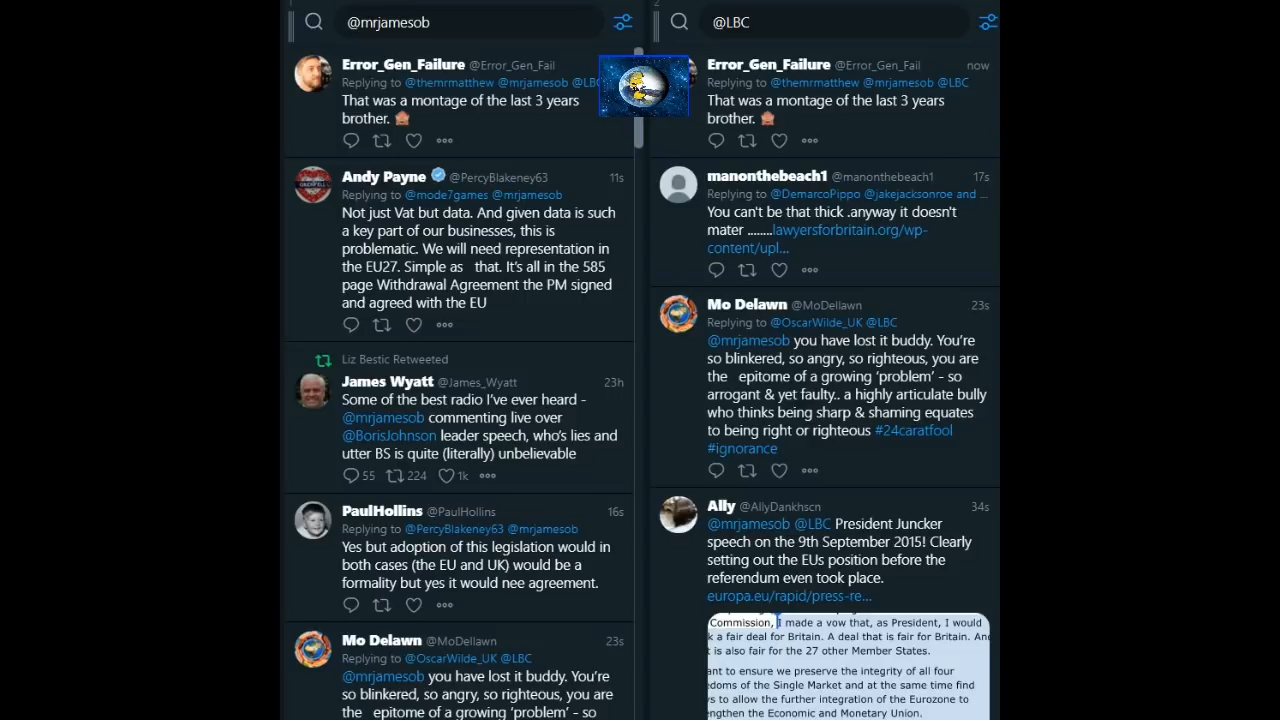 1
@mrjamesob
Error_Gen_Failure @Error_Gen_Fail
Replying to @themrmatthew @mrjamesob @LBC
That was a montage of the last 3 years
brother.
Andy Payne @PercyBlakeney63 11s
Replying to @mode7games @mrjamesob
Not just Vat but data. And given data is such
a key part of our businesses, this is
problematic. We will need representation in
the EU27. Simple as that. It's all in the 585
page Withdrawal Agreement the PM signed
and agreed with the EU
Liz Bestic Retweeted
James Wyatt @James_Wyatt 23h
Some of the best radio I've ever heard -
@mrjamesob commenting live over
@BorisJohnson leader speech, who's lies and
utter BS is quite (literally) unbelievable
55 224 1k
PaulHollins @PaulHollins 16s
Replying to @PercyBlakeney63 @mrjamesob
Yes but adoption of this legislation would in
both cases (the EU and UK) would be a
formality but yes it would nee agreement.
Mo Delawn @MoDellawn 23s
Replying to @OscarWilde_UK @LBC
@mrjamesob you have lost it buddy. You're
so blinkered, so angry, so righteous, you are
the epitome of a growing 'problem' - so
2
@LBC
Error_Gen_Failure @Error_Gen_Fail now
Replying to @themrmatthew @mrjamesob @LBC
That was a montage of the last 3 years
brother.
manonthebeach1 @manonthebeach1 17s
Replying to @DemarcoPippo @jakejacksonroe and ...
You can't be that thick .anyway it doesn't
mater ........lawyersforbritain.org/wp-
content/upl...
Mo Delawn @MoDellawn 23s
Replying to @OscarWilde_UK @LBC
@mrjamesob you have lost it buddy. You're
so blinkered, so angry, so righteous, you are
the epitome of a growing 'problem' - so
arrogant & yet faulty.. a highly articulate bully
who thinks being sharp & shaming equates
to being right or righteous #24caratfool
#ignorance
Ally @AllyDankhscn 34s
@mrjamesob @LBC President Juncker
speech on the 9th September 2015! Clearly
setting out the EUs position before the
referendum even took place.
europa.eu/rapid/press-re...
Commission, I made a vow that, as President, I would
k a fair deal for Britain. A deal that is fair for Britain. And
is also fair for the 27 other Member States.
ant to ensure we preserve the integrity of all four
edoms of the Single Market and at the same time find
ys to allow the further integration of the Eurozone to
engthen the Economic and Monetary Union.